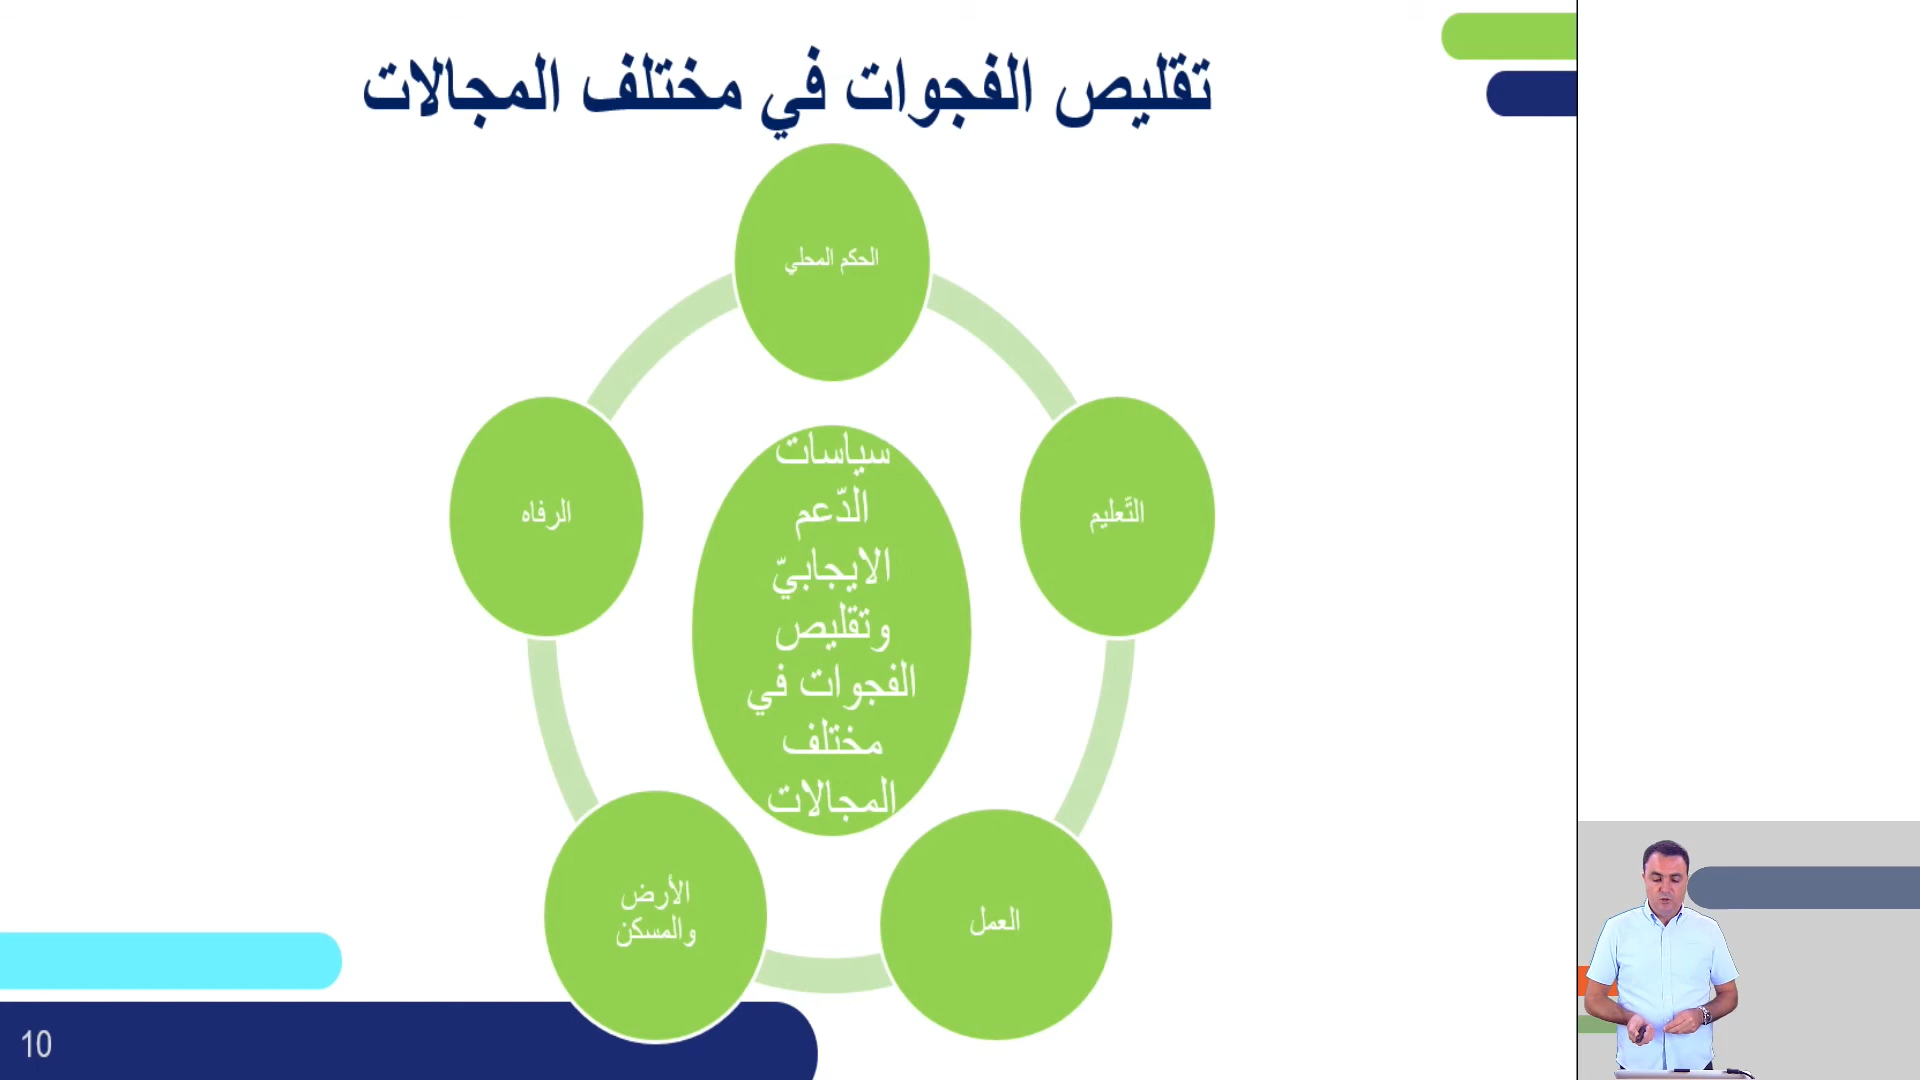 تقليص الفجوات في مختلف المجالات
الحكم المحلي
التّعليم
العمل
الأرض
والمسكن
الرفاه
سياسات
الدّعم
الايجابيّ
وتقليص
الفجوات في
مختلف
المجالات
10